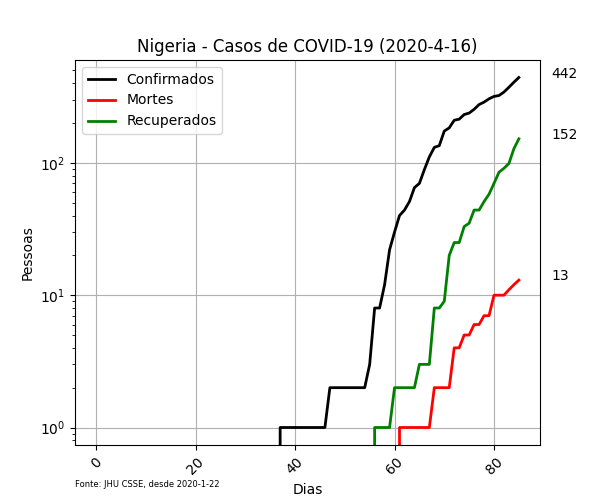 Nigeria - Casos de COVID-19 (2020-4-16)
Confirmados
Mortes
Recuperados
442
152
13
10²
10¹
10⁰
Pessoas
0
20
40
60
80
Dias
Fonte: JHU CSSE, desde 2020-1-22